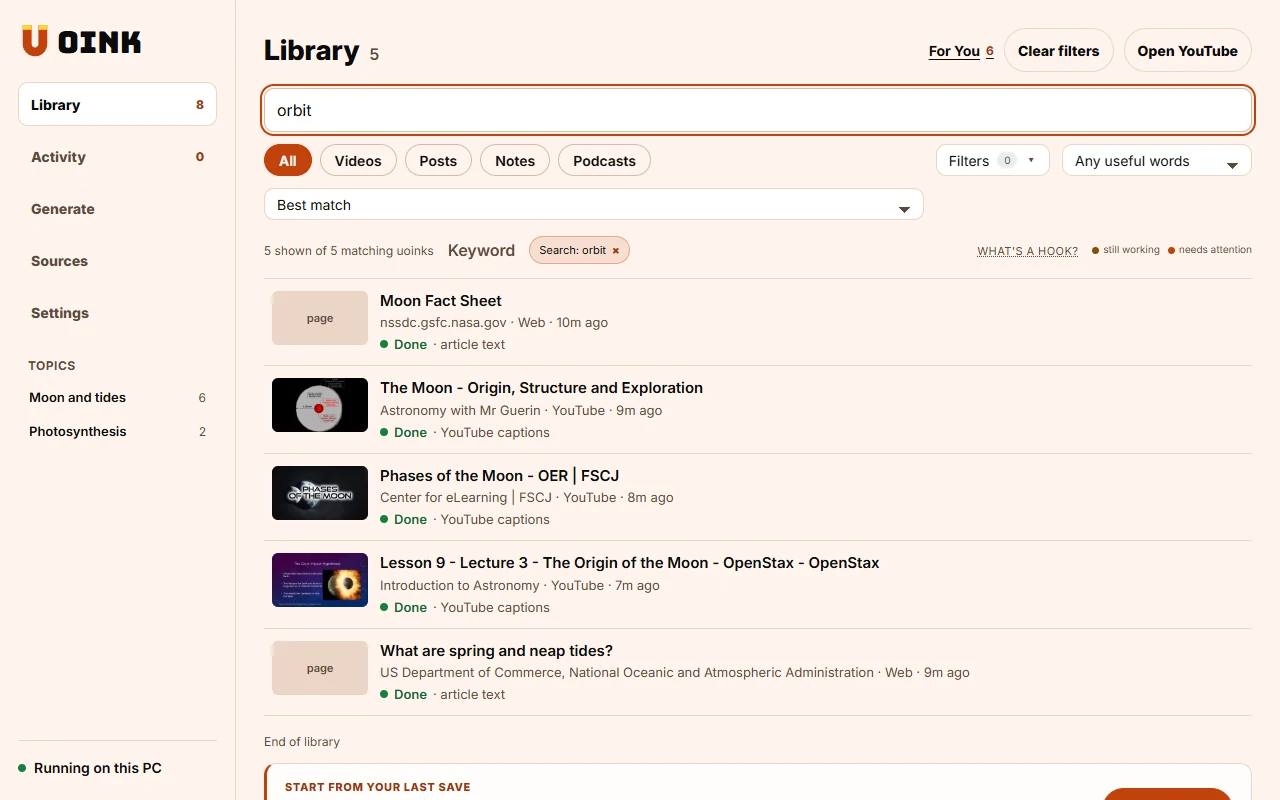 OINK
Library 8
Activity 0
Generate
Sources
Settings
TOPICS
Moon and tides 6
Photosynthesis 2
Running on this PC
Library 5
For You 6
Clear filters
Open YouTube
orbit
All
Videos
Posts
Notes
Podcasts
Filters 0
Any useful words
Best match
5 shown of 5 matching uoinks
Keyword
Search: orbit ×
WHAT'S A HOOK?
still working
needs attention
page
Moon Fact Sheet
nssdc.gsfc.nasa.gov · Web · 10m ago
Done · article text
The Moon - Origin, Structure and Exploration
Astronomy with Mr Guerin · YouTube · 9m ago
Done · YouTube captions
PHASES
OF THE MOON
Phases of the Moon - OER | FSCJ
Center for eLearning | FSCJ · YouTube · 8m ago
Done · YouTube captions
Lesson 9 - Lecture 3 - The Origin of the Moon - OpenStax - OpenStax
Introduction to Astronomy · YouTube · 7m ago
Done · YouTube captions
page
What are spring and neap tides?
US Department of Commerce, National Oceanic and Atmospheric Administration · Web · 9m ago
Done · article text
End of library
START FROM YOUR LAST SAVE